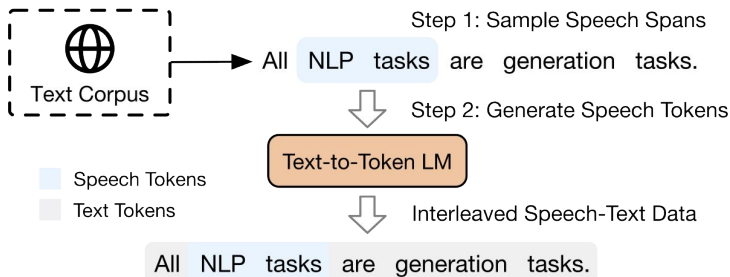 Step 1: Sample Speech Spans
Text Corpus
All NLP tasks are generation tasks.
Step 2: Generate Speech Tokens
Text-to-Token LM
Speech Tokens
Text Tokens
Interleaved Speech-Text Data
All NLP tasks are generation tasks.